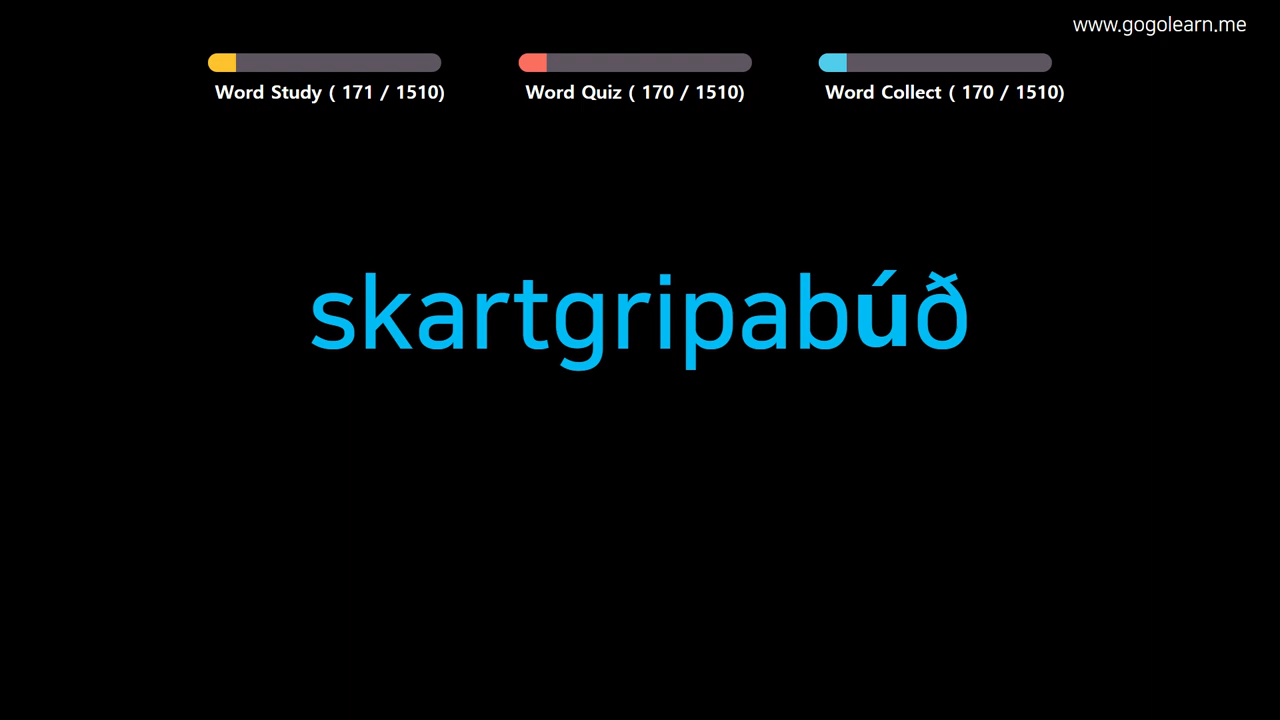 www.gogolearn.me
Word Study ( 171 / 1510)
Word Quiz ( 170 / 1510)
Word Collect ( 170 / 1510)
skartgripabúð